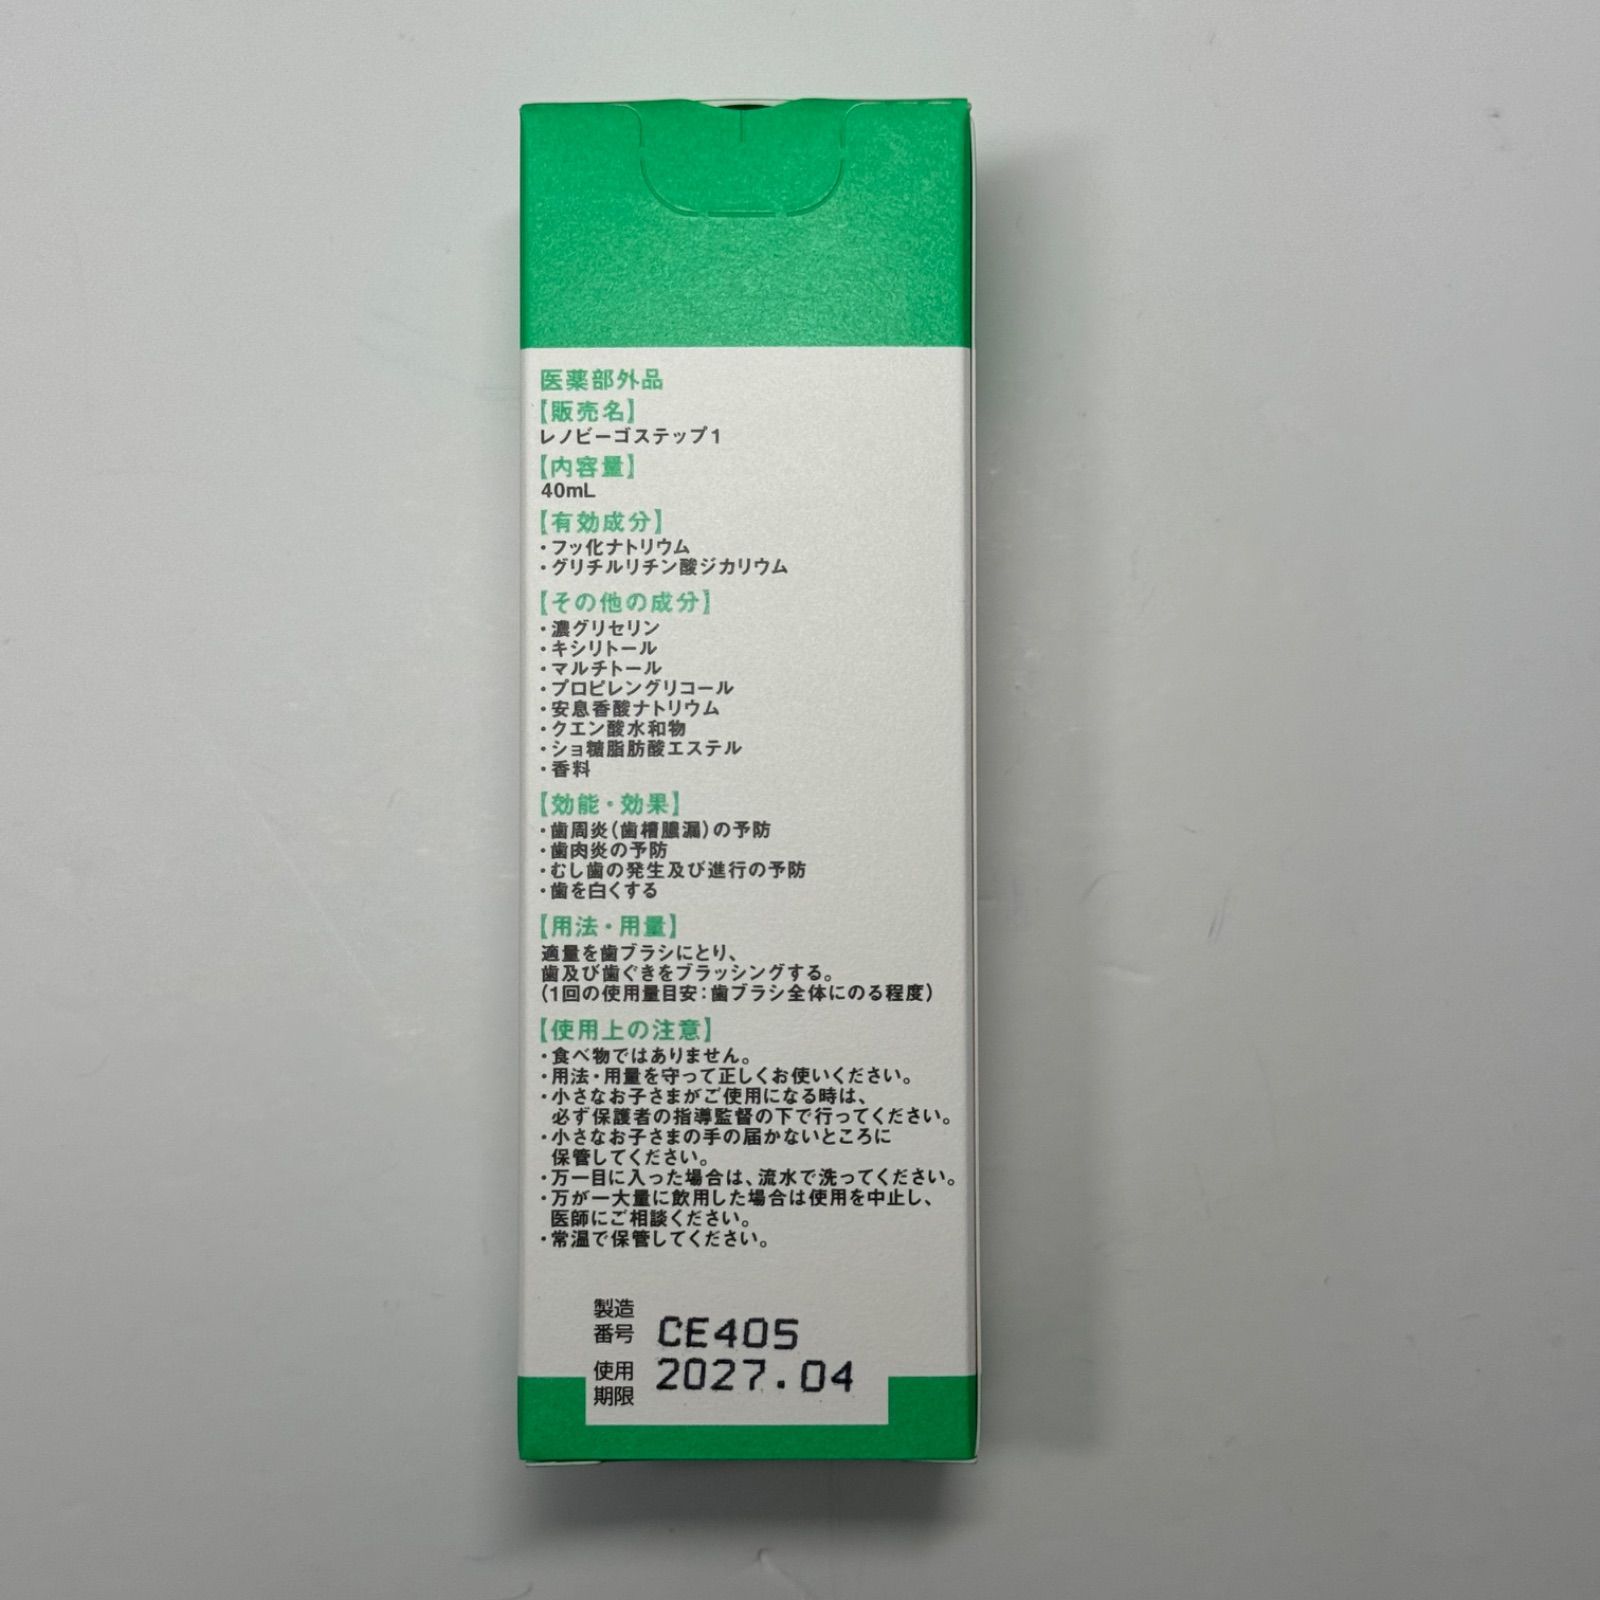 医薬部外品
【販売名】
レノビーゴステップ1
【内容量】
40mL
【有効成分】
・フッ化ナトリウム
・グリチルリチン酸ジカリウム
【その他の成分】
・濃グリセリン
・キシリトール
・マルチトール
・プロピレングリコール
・安息香酸ナトリウム
・クエン酸水和物
・ショ糖脂肪酸エステル
・香料
【効能・効果】
・歯周炎(歯槽膿漏)の予防
・歯肉炎の予防
・むし歯の発生及び進行の予防
・歯を白くする
【用法・用量】
適量を歯ブラシにとり、
歯及び歯ぐきをブラッシングする。
(1回の使用量目安:歯ブラシ全体にのる程度)
【使用上の注意】
・食べ物ではありません。
・用法・用量を守って正しくお使いください。
・小さなお子さまがご使用になる時は、
必ず保護者の指導監督の下で行ってください。
・小さなお子さまの手の届かないところに
保管してください。
・万一目に入った場合は、流水で洗ってください。
・万が一大量に飲用した場合は使用を中止し、
医師にご相談ください。
・常温で保管してください。
製造
番号 CE405
使用
期限 2027.04